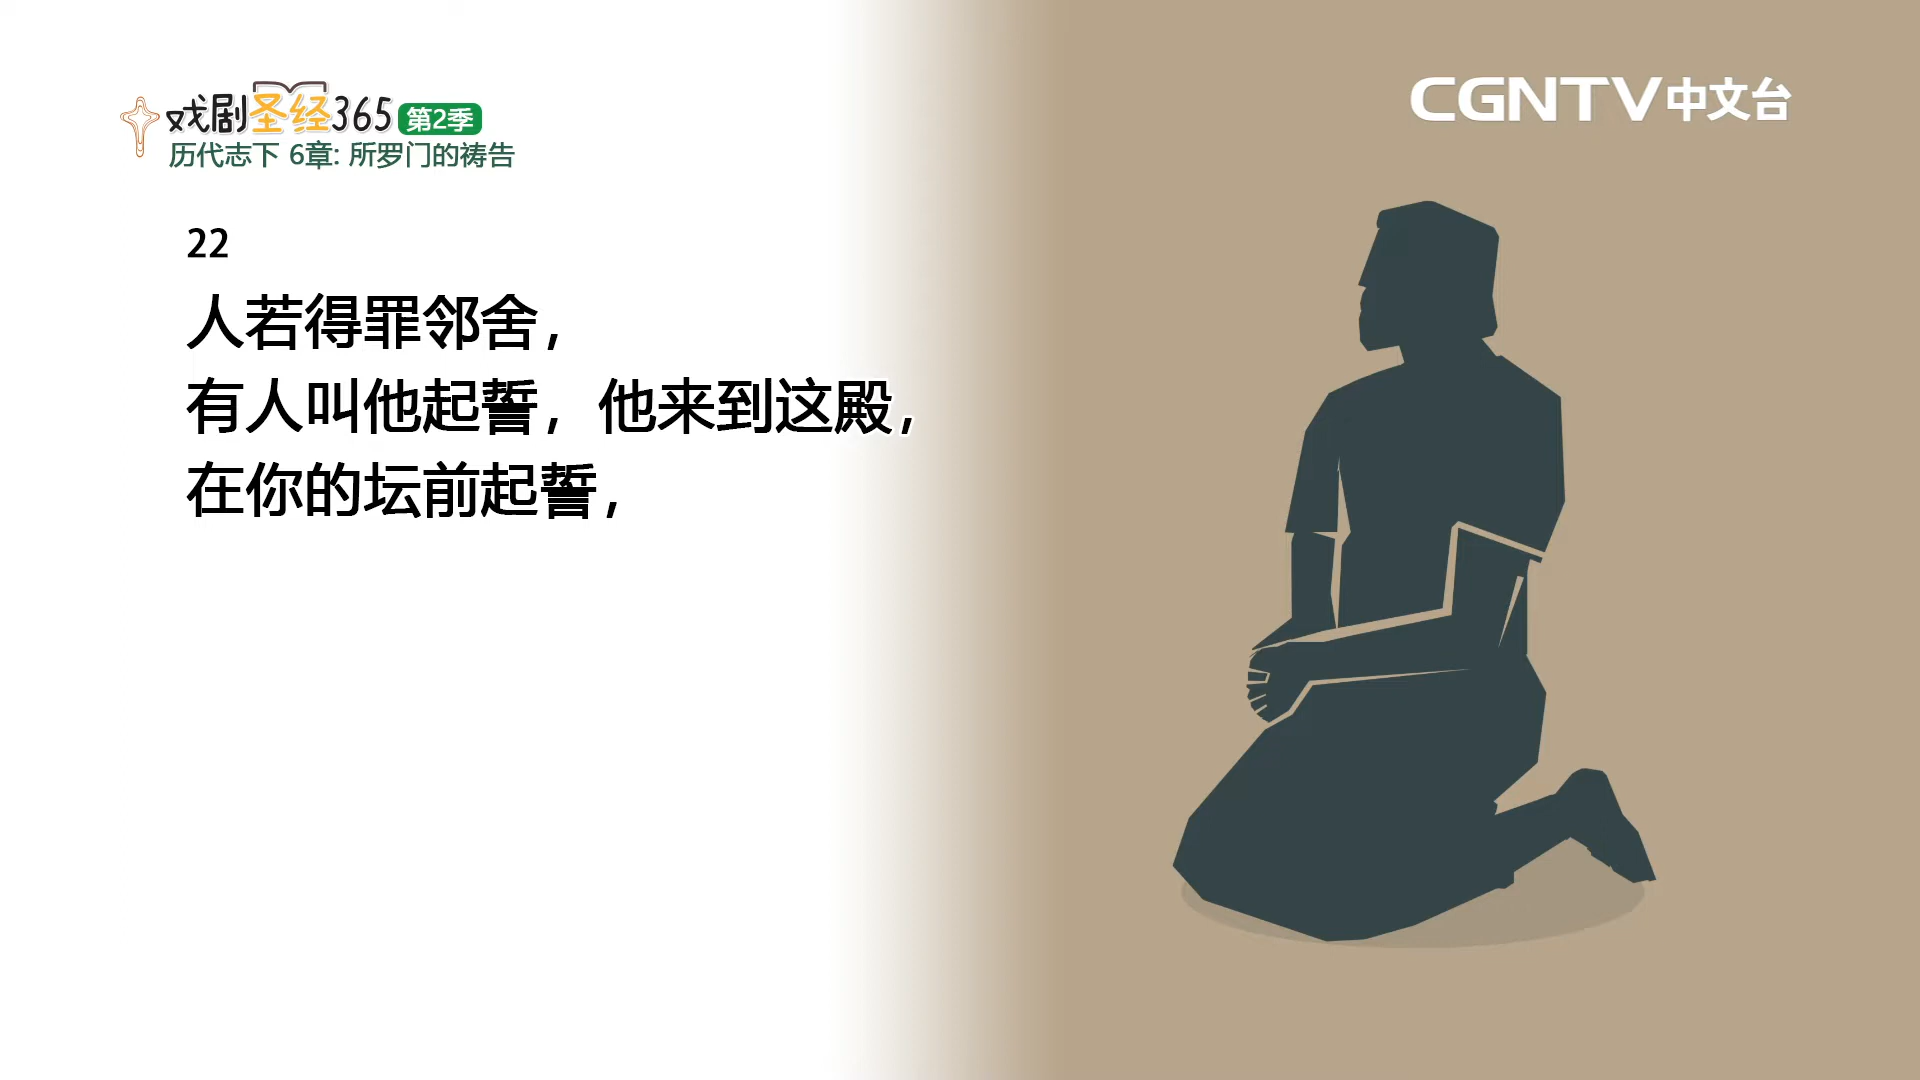 戏剧圣经365 第2季
历代志下 6章: 所罗门的祷告
CGNTV中文台
22
人若得罪邻舍，
有人叫他起誓，他来到这殿，
在你的坛前起誓，